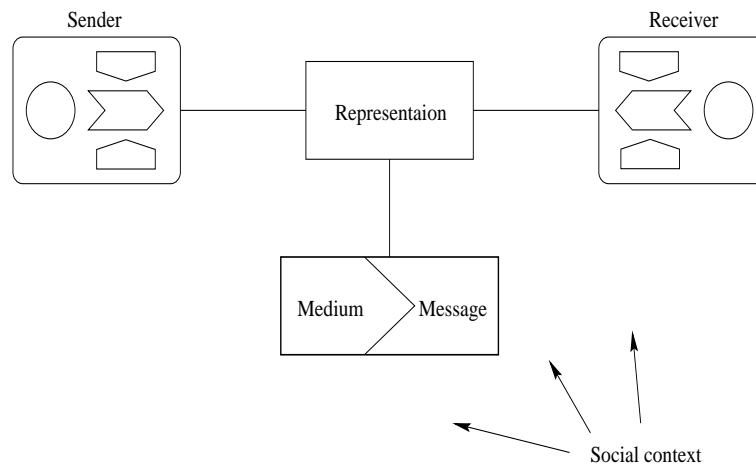 Sender
Receiver
Representaion
Medium
Message
Social context